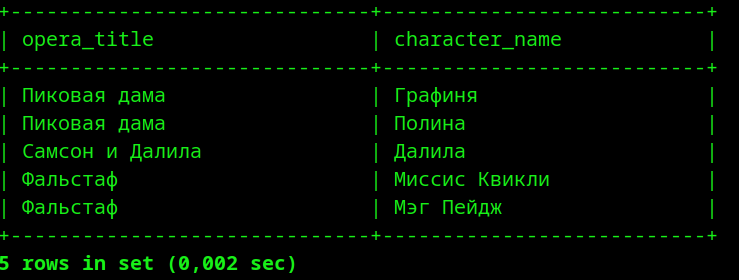 +------------------------------+---------------------------+
| opera_title                  | character_name            |
+------------------------------+---------------------------+
| Пиковая дама                 | Графиня                   |
| Пиковая дама                 | Полина                    |
| Самсон и Далила              | Далила                    |
| Фальстаф                     | Миссис Квикли             |
| Фальстаф                     | Мэг Пейдж                 |
+------------------------------+---------------------------+
5 rows in set (0,002 sec)